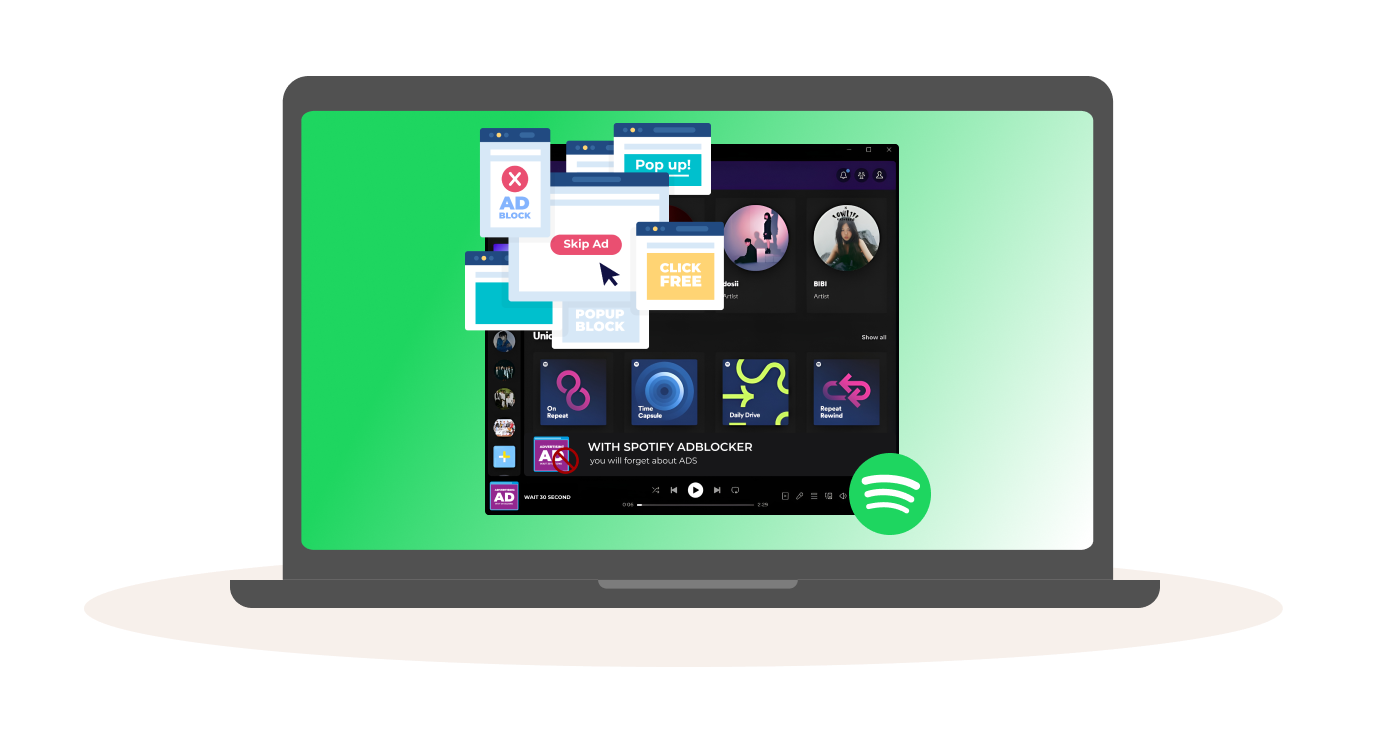 Pop up!
AD
BLOCK
Skip Ad
CLICK
FREE
dosii
Artist
BIBI
Artist
POPUP
BLOCK
Show all
On
Repeat
Time
Capsule
Daily Drive
Repeat
Rewind
AD
WITH SPOTIFY ADBLOCKER
you will forget about ADS
AD
WAIT 30 SECOND
0:06
2:29